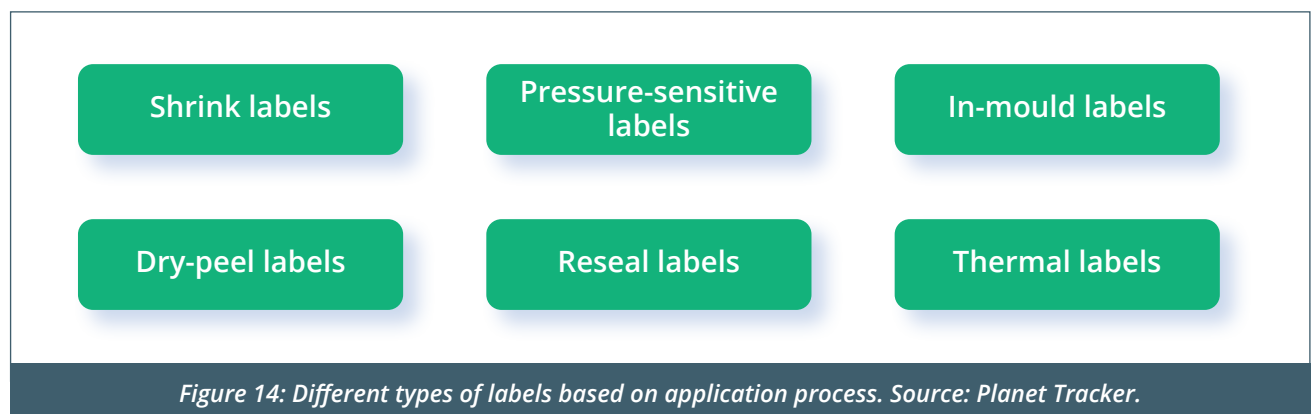 Shrink labels
Pressure-sensitive
labels
In-mould labels
Dry-peel labels
Reseal labels
Thermal labels
Figure 14: Different types of labels based on application process. Source: Planet Tracker.